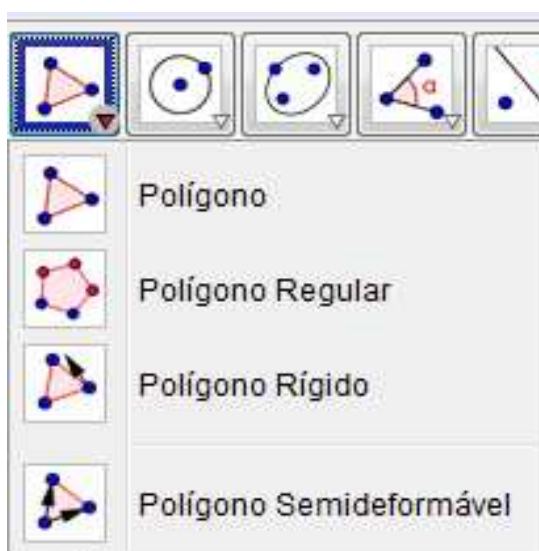 α
Polígono
Polígono Regular
Polígono Rígido
Polígono Semideformável